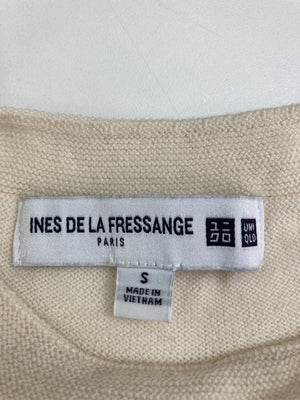 INES DE LA FRESSANGE
PARIS
ユニ
クロ
UNI
QLO
S
MADE IN
VIETNAM